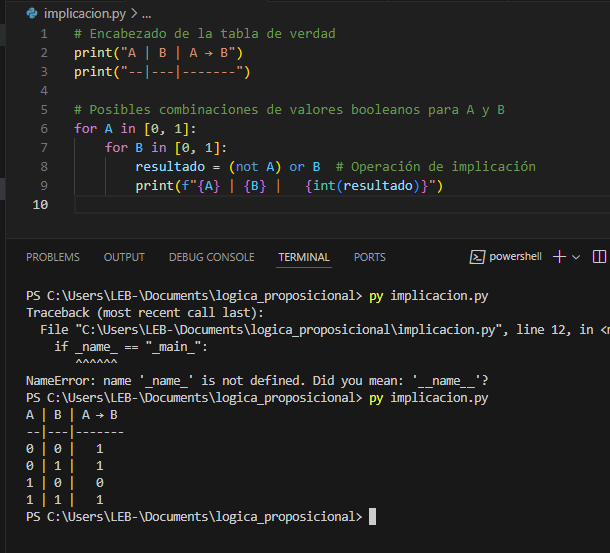 implicacion.py > ...
1 # Encabezado de la tabla de verdad
2 print("A | B | A → B")
3 print("--|---|-------")
4
5 # Posibles combinaciones de valores booleanos para A y B
6 for A in [0, 1]:
7     for B in [0, 1]:
8         resultado = (not A) or B  # Operación de implicación
9         print(f"{A} | {B} |   {int(resultado)}")
10
PROBLEMS OUTPUT DEBUG CONSOLE TERMINAL PORTS powershell
PS C:\Users\LEB-\Documents\logica_proposicional> py implicacion.py
Traceback (most recent call last):
  File "C:\Users\LEB-\Documents\logica_proposicional\implicacion.py", line 12, in
    if _name_ == "_main_":
       ^^^^^^
NameError: name '_name_' is not defined. Did you mean: '__name__'?
PS C:\Users\LEB-\Documents\logica_proposicional> py implicacion.py
A | B | A → B
--|---|-------
0 | 0 |   1
0 | 1 |   1
1 | 0 |   0
1 | 1 |   1
PS C:\Users\LEB-\Documents\logica_proposicional>